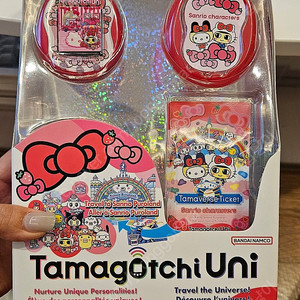 Sanrio characters
Travel to Sanrio Puroland
Aller à Sanrio Puroland
Tamaverse Ticket
Sanrio characters
BANDAI NAMCO
Tamagotchi Uni
Nurture Unique Personalities!
Travel the Universe!
Découvre l'univers!